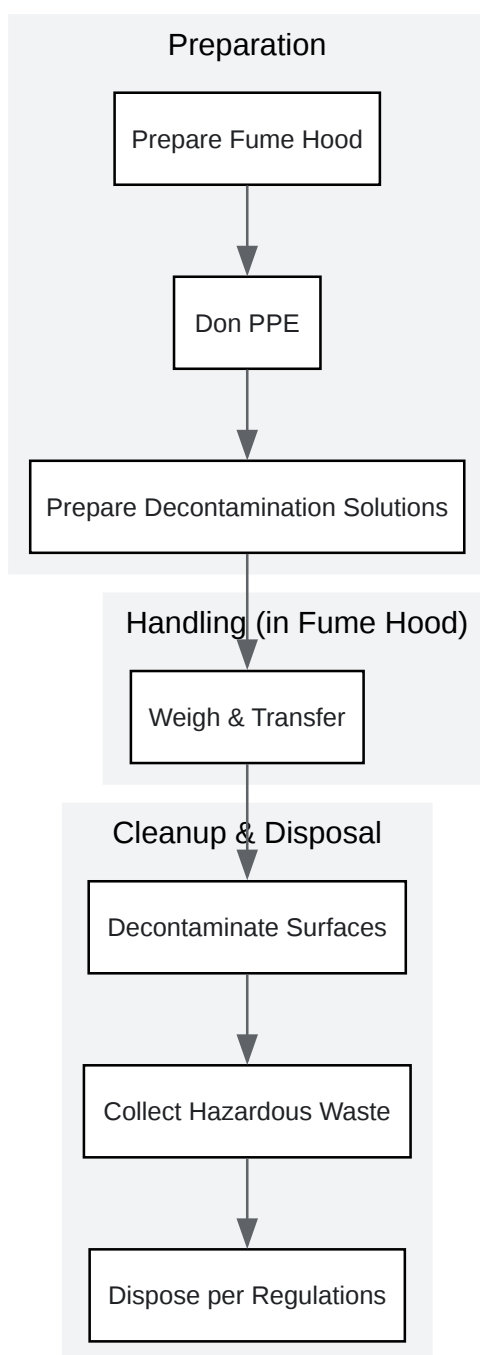 Preparation
Prepare Fume Hood
Don PPE
Prepare Decontamination Solutions
Handling (in Fume Hood)
Weigh & Transfer
Cleanup & Disposal
Decontaminate Surfaces
Collect Hazardous Waste
Dispose per Regulations